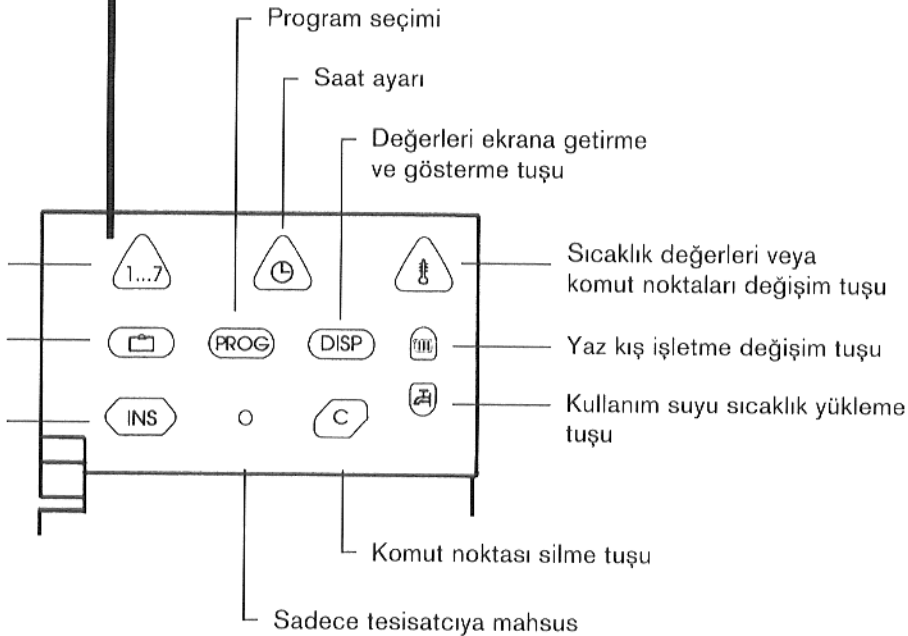 Program seçimi
Saat ayarı
Değerleri ekrana getirme
ve gösterme tuşu
1...7
Sıcaklık değerleri veya
komut noktaları değişim tuşu
PROG
DISP
Yaz kış işletme değişim tuşu
INS
C
Kullanım suyu sıcaklık yükleme
tuşu
Komut noktası silme tuşu
Sadece tesisatcıya mahsus